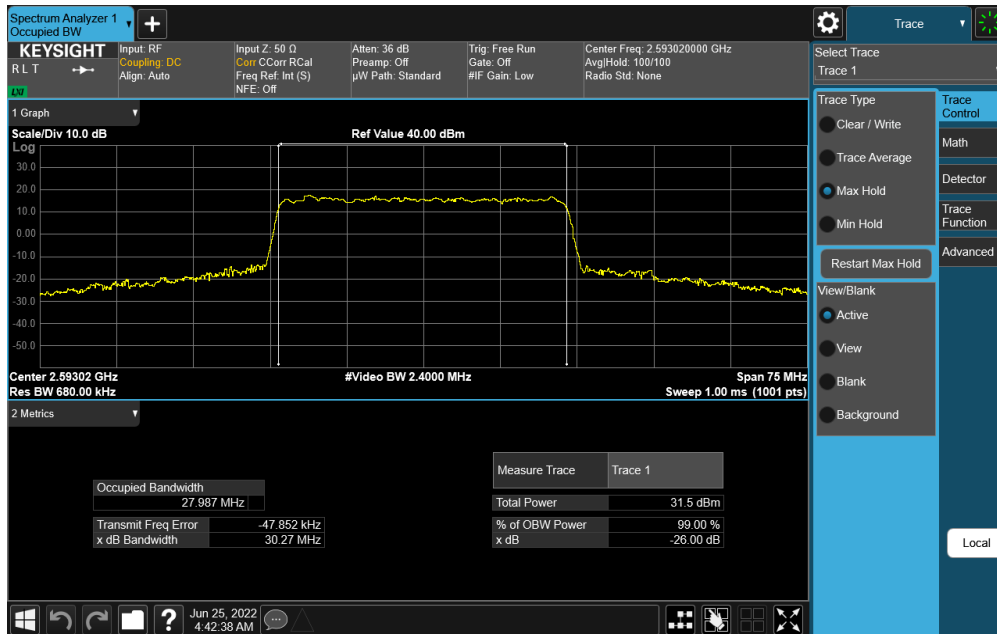 Spectrum Analyzer 1
Occupied BW
+
Trace
KEYSIGHT
R L T
LXI
Input: RF
Coupling: DC
Align: Auto
Input Z: 50 Ω
Corr CCorr RCal
Freq Ref: Int (S)
NFE: Off
Atten: 36 dB
Preamp: Off
µW Path: Standard
Trig: Free Run
Gate: Off
#IF Gain: Low
Center Freq: 2.593020000 GHz
Avg|Hold: 100/100
Radio Std: None
Select Trace
Trace 1
1 Graph
Scale/Div 10.0 dB
Ref Value 40.00 dBm
Log
30.0
20.0
10.0
0.00
-10.0
-20.0
-30.0
-40.0
-50.0
Center 2.59302 GHz
#Video BW 2.4000 MHz
Span 75 MHz
Res BW 680.00 kHz
Sweep 1.00 ms (1001 pts)
Trace Type
Clear / Write
Trace Average
Max Hold
Min Hold
Restart Max Hold
View/Blank
Active
View
Blank
Background
Trace
Control
Math
Detector
Trace
Function
Advanced
Local
2 Metrics
Occupied Bandwidth
27.987 MHz
Transmit Freq Error -47.852 kHz
x dB Bandwidth 30.27 MHz
Measure Trace Trace 1
Total Power 31.5 dBm
% of OBW Power 99.00 %
x dB -26.00 dB
?
Jun 25, 2022
4:42:38 AM